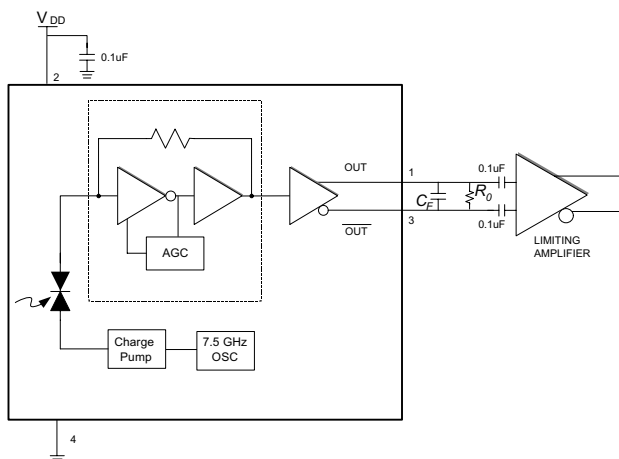 VDD
0.1uF
2
OUT
1
0.1uF
CF
R0
OUT
3
0.1uF
AGC
LIMITING
AMPLIFIER
Charge
Pump
7.5 GHz
OSC
4